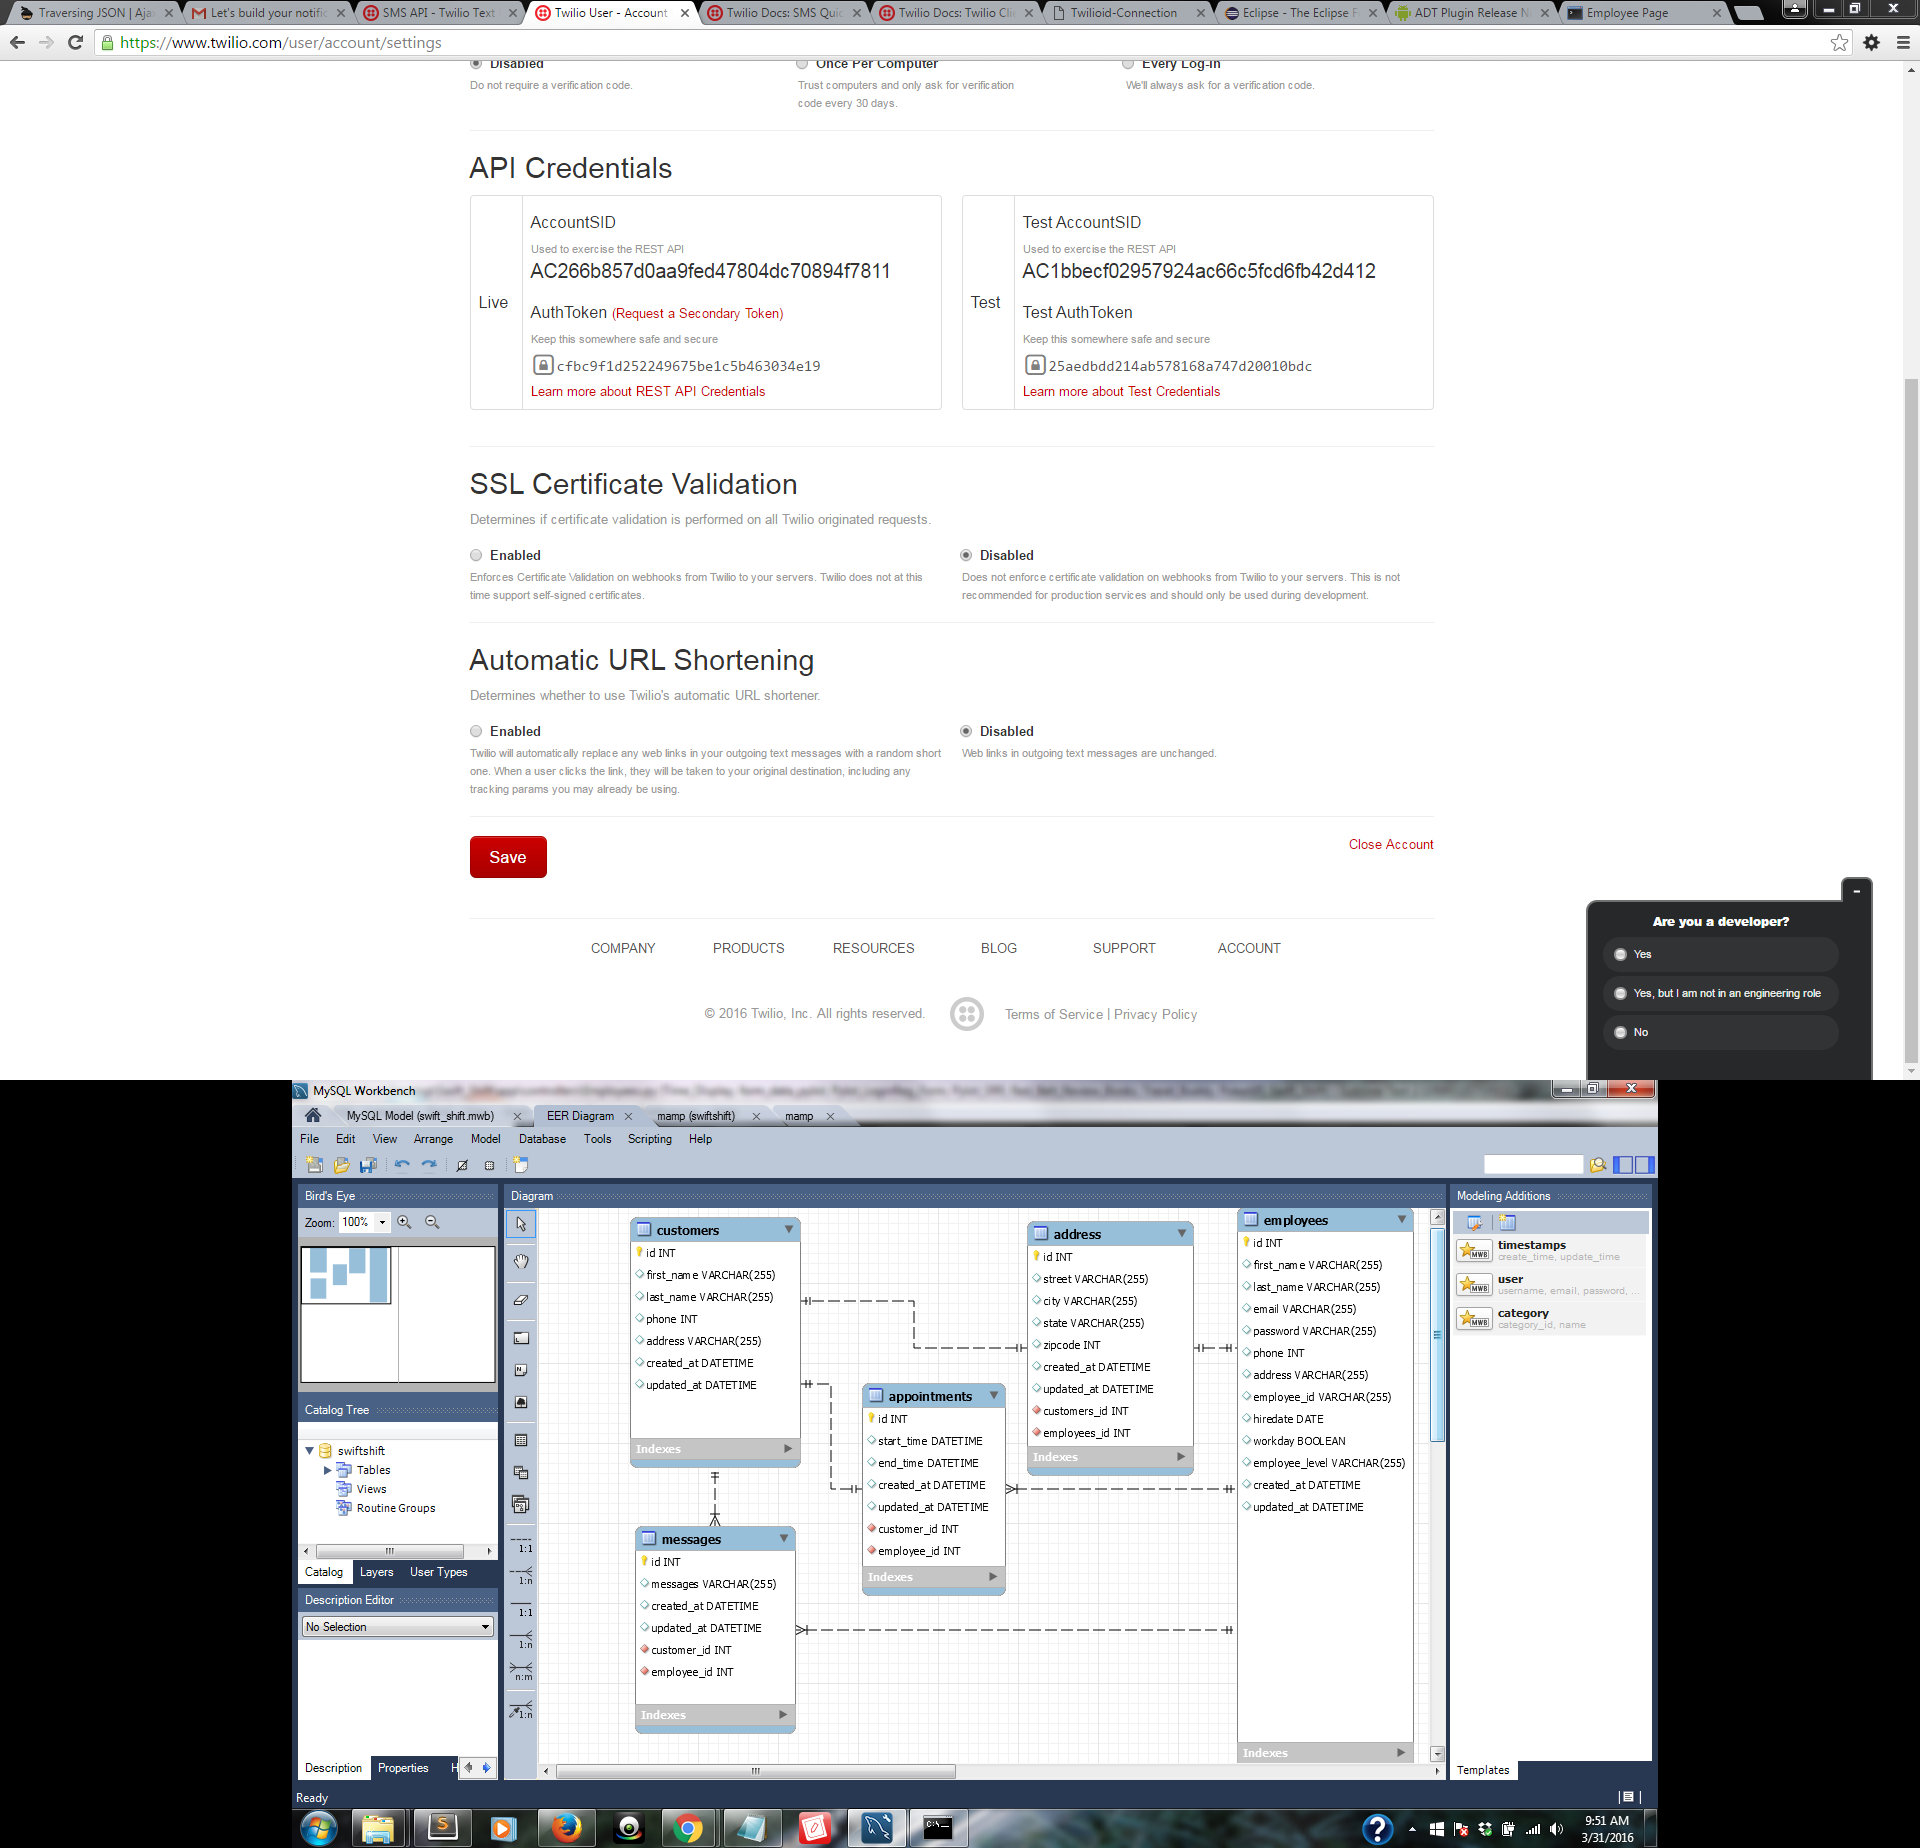 Traversing JSON | Ajax
Let's build your notific
SMS API - Twilio Text
Twilio User - Account
Twilio Docs: SMS Quic
Twilio Docs: Twilio Cli
Twilioid-Connection
Eclipse - The Eclipse F
ADT Plugin Release N
Employee Page
https://www.twilio.com/user/account/settings
Disabled
Once Per Computer
Every Log-in
Do not require a verification code.
Trust computers and only ask for verification
code every 30 days.
We'll always ask for a verification code.
API Credentials
Live
AccountSID
Used to exercise the REST API
AC266b857d0aa9fed47804dc70894f7811
AuthToken (Request a Secondary Token)
Keep this somewhere safe and secure
cfbc9f1d252249675be1c5b463034e19
Learn more about REST API Credentials
Test
Test AccountSID
Used to exercise the REST API
AC1bbecf02957924ac66c5fcd6fb42d412
Test AuthToken
Keep this somewhere safe and secure
25aedbdd214ab578168a747d20010bdc
Learn more about Test Credentials
SSL Certificate Validation
Determines if certificate validation is performed on all Twilio originated requests.
Enabled
Enforces Certificate Validation on webhooks from Twilio to your servers. Twilio does not at this
time support self-signed certificates.
Disabled
Does not enforce certificate validation on webhooks from Twilio to your servers. This is not
recommended for production services and should only be used during development.
Automatic URL Shortening
Determines whether to use Twilio's automatic URL shortener.
Enabled
Twilio will automatically replace any web links in your outgoing text messages with a random short
one. When a user clicks the link, they will be taken to your original destination, including any
tracking params you may already be using.
Disabled
Web links in outgoing text messages are unchanged.
Save
Close Account
COMPANY
PRODUCTS
RESOURCES
BLOG
SUPPORT
ACCOUNT
© 2016 Twilio, Inc. All rights reserved.
Terms of Service | Privacy Policy
Are you a developer?
Yes
Yes, but I am not in an engineering role
No
MySQL Workbench
MySQL Model (swift_shift.mwb)
EER Diagram
mamp (swiftshift)
mamp
File Edit View Arrange Model Database Tools Scripting Help
Bird's Eye
Zoom: 100%
Catalog Tree
swiftshift
Tables
Views
Routine Groups
Catalog Layers User Types
Description Editor
No Selection
Description Properties H
Ready
Diagram
1:1
1:n
1:1
1:n
n:m
1:n
customers
id INT
first_name VARCHAR(255)
last_name VARCHAR(255)
phone INT
address VARCHAR(255)
created_at DATETIME
updated_at DATETIME
Indexes
messages
id INT
messages VARCHAR(255)
created_at DATETIME
updated_at DATETIME
customer_id INT
employee_id INT
Indexes
appointments
id INT
start_time DATETIME
end_time DATETIME
created_at DATETIME
updated_at DATETIME
customer_id INT
employee_id INT
Indexes
address
id INT
street VARCHAR(255)
city VARCHAR(255)
state VARCHAR(255)
zipcode INT
created_at DATETIME
updated_at DATETIME
customers_id INT
employees_id INT
Indexes
employees
id INT
first_name VARCHAR(255)
last_name VARCHAR(255)
email VARCHAR(255)
password VARCHAR(255)
phone INT
address VARCHAR(255)
employee_id VARCHAR(255)
hiredate DATE
workday BOOLEAN
employee_level VARCHAR(255)
created_at DATETIME
updated_at DATETIME
Indexes
Modeling Additions
timestamps
create_time, update_time
user
username, email, password, ...
category
category_id, name
Templates
9:51 AM
3/31/2016